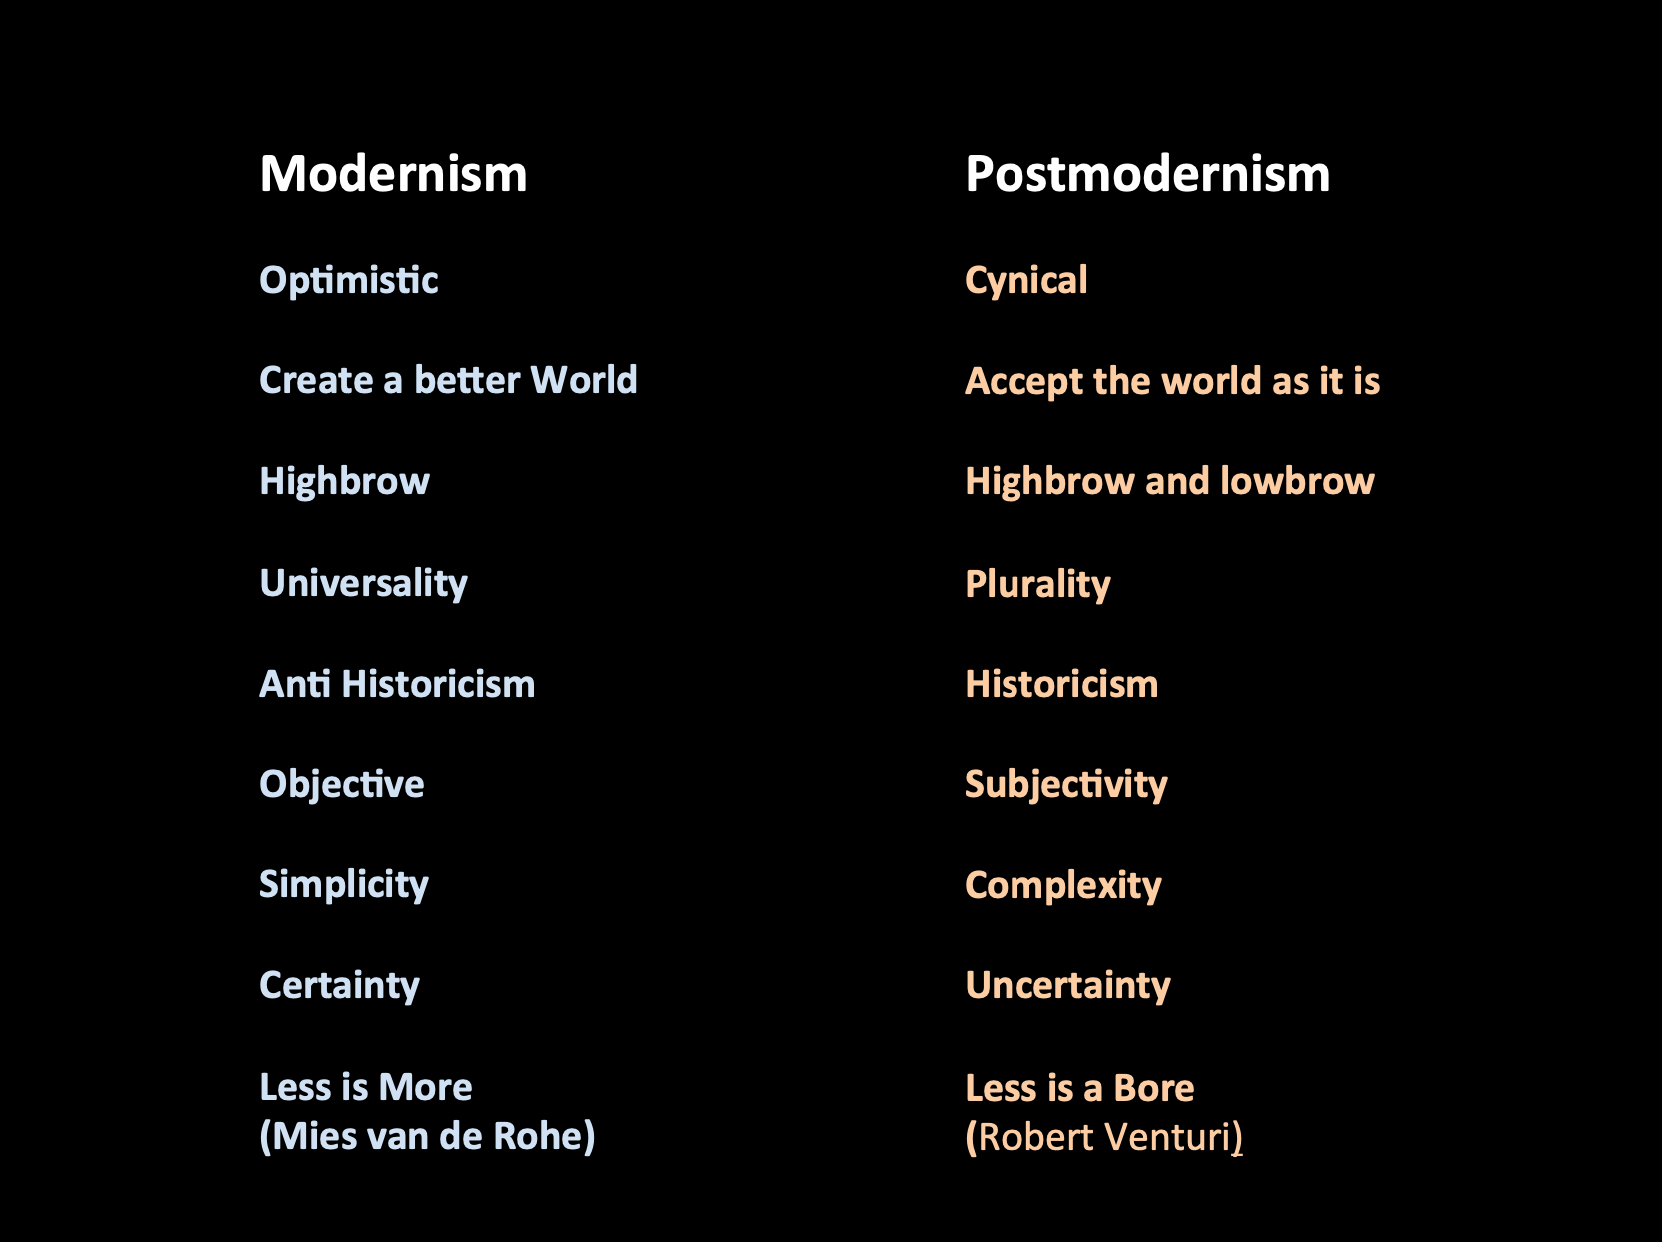 Modernism
Optimistic
Create a better World
Highbrow
Universality
Anti Historicism
Objective
Simplicity
Certainty
Less is More
(Mies van de Rohe)
Postmodernism
Cynical
Accept the world as it is
Highbrow and lowbrow
Plurality
Historicism
Subjectivity
Complexity
Uncertainty
Less is a Bore
(Robert Venturi)